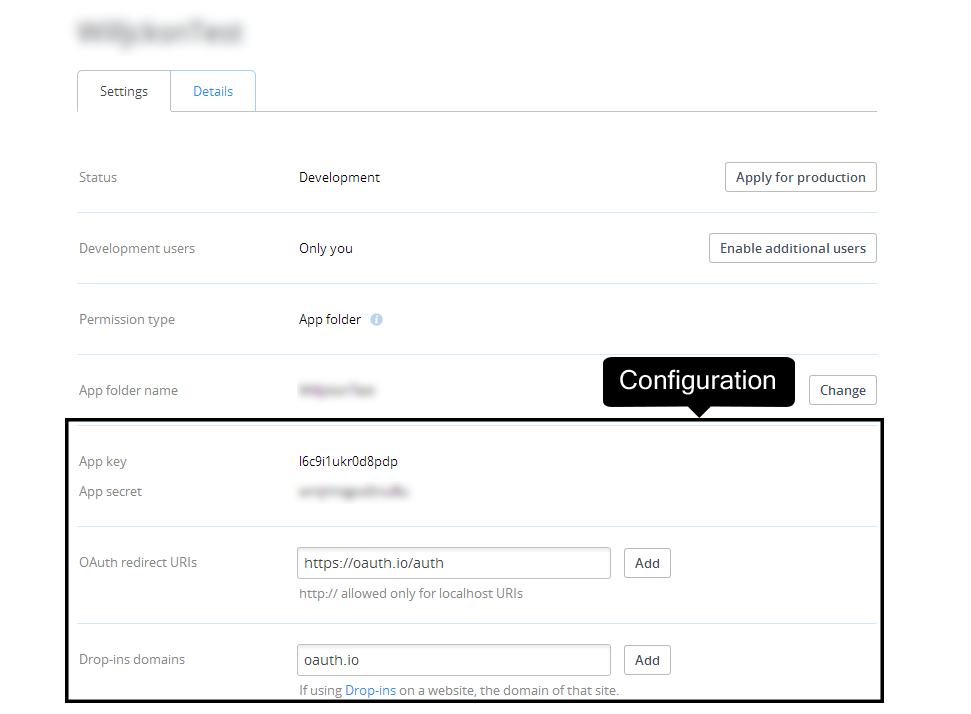 Settings Details
Status Development Apply for production
Development users Only you Enable additional users
Permission type App folder i
Configuration
App folder name Change
App key l6c9i1ukr0d8pdp
App secret
OAuth redirect URIs https://oauth.io/auth Add
http:// allowed only for localhost URIs
Drop-ins domains oauth.io Add
If using Drop-ins on a website, the domain of that site.